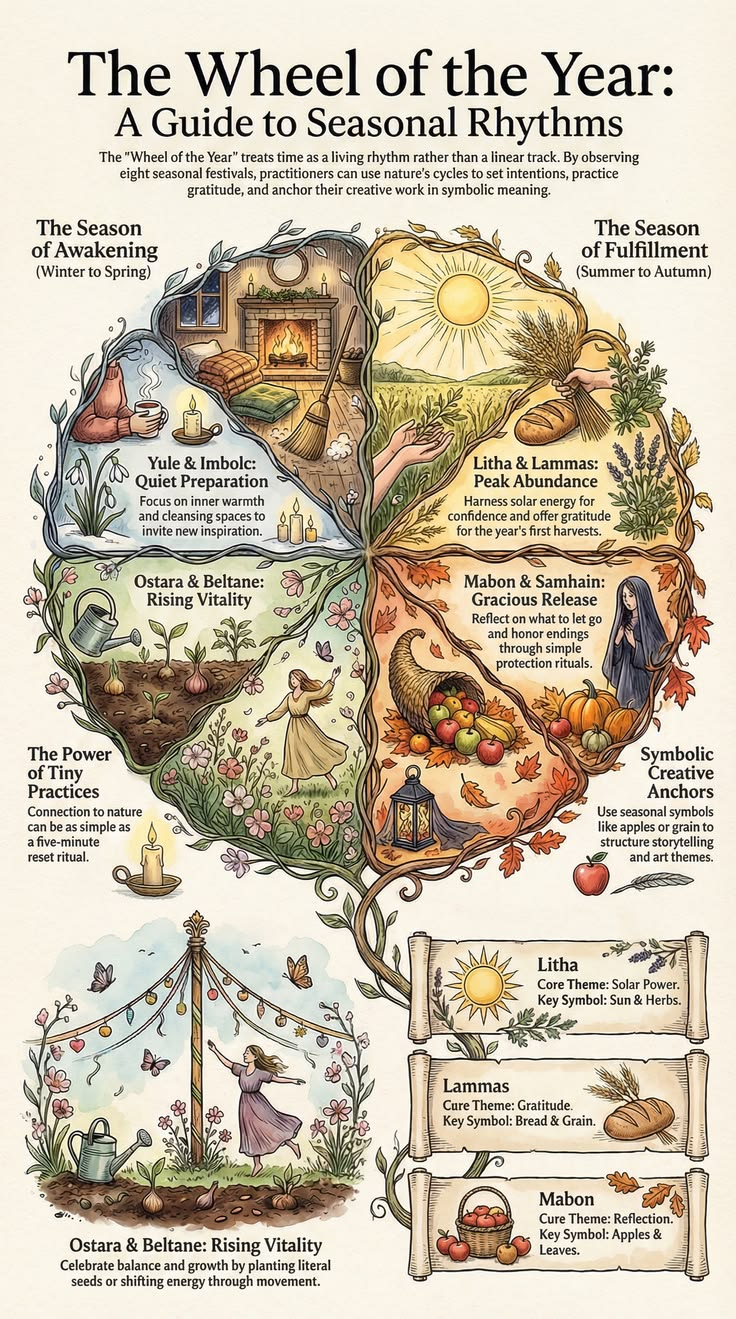 The Wheel of the Year:
A Guide to Seasonal Rhythms
The "Wheel of the Year" treats time as a living rhythm rather than a linear track. By observing
eight seasonal festivals, practitioners can use nature's cycles to set intentions, practice
gratitude, and anchor their creative work in symbolic meaning.
The Season
of Awakening
(Winter to Spring)
The Season
of Fulfillment
(Summer to Autumn)
Yule & Imbolc:
Quiet Preparation
Focus on inner warmth
and cleansing spaces to
invite new inspiration.
Litha & Lammas:
Peak Abundance
Harness solar energy for
confidence and offer gratitude
for the year's first harvests.
Ostara & Beltane:
Rising Vitality
Mabon & Samhain:
Gracious Release
Reflect on what to let go
and honor endings
through simple
protection rituals.
The Power
of Tiny
Practices
Connection to nature
can be as simple as
a five-minute
reset ritual.
Symbolic
Creative
Anchors
Use seasonal symbols
like apples or grain to
structure storytelling
and art themes.
Litha
Core Theme: Solar Power.
Key Symbol: Sun & Herbs.
Lammas
Cure Theme: Gratitude.
Key Symbol: Bread & Grain.
Mabon
Cure Theme: Reflection.
Key Symbol: Apples &
Leaves.
Ostara & Beltane: Rising Vitality
Celebrate balance and growth by planting literal
seeds or shifting energy through movement.